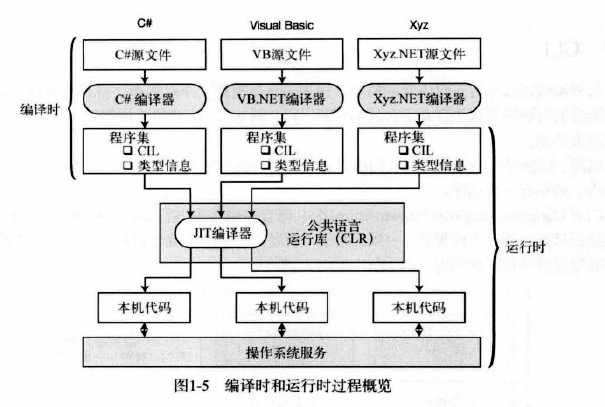 C#
Visual Basic
Xyz
C#源文件
VB源文件
Xyz.NET源文件
编译时
C# 编译器
VB.NET编译器
Xyz.NET编译器
程序集
□ CIL
□ 类型信息
程序集
□ CIL
□ 类型信息
程序集
□ CIL
□ 类型信息
JIT编译器
公共语言
运行库（CLR）
运行时
本机代码
本机代码
本机代码
操作系统服务
图1-5 编译时和运行时过程概览